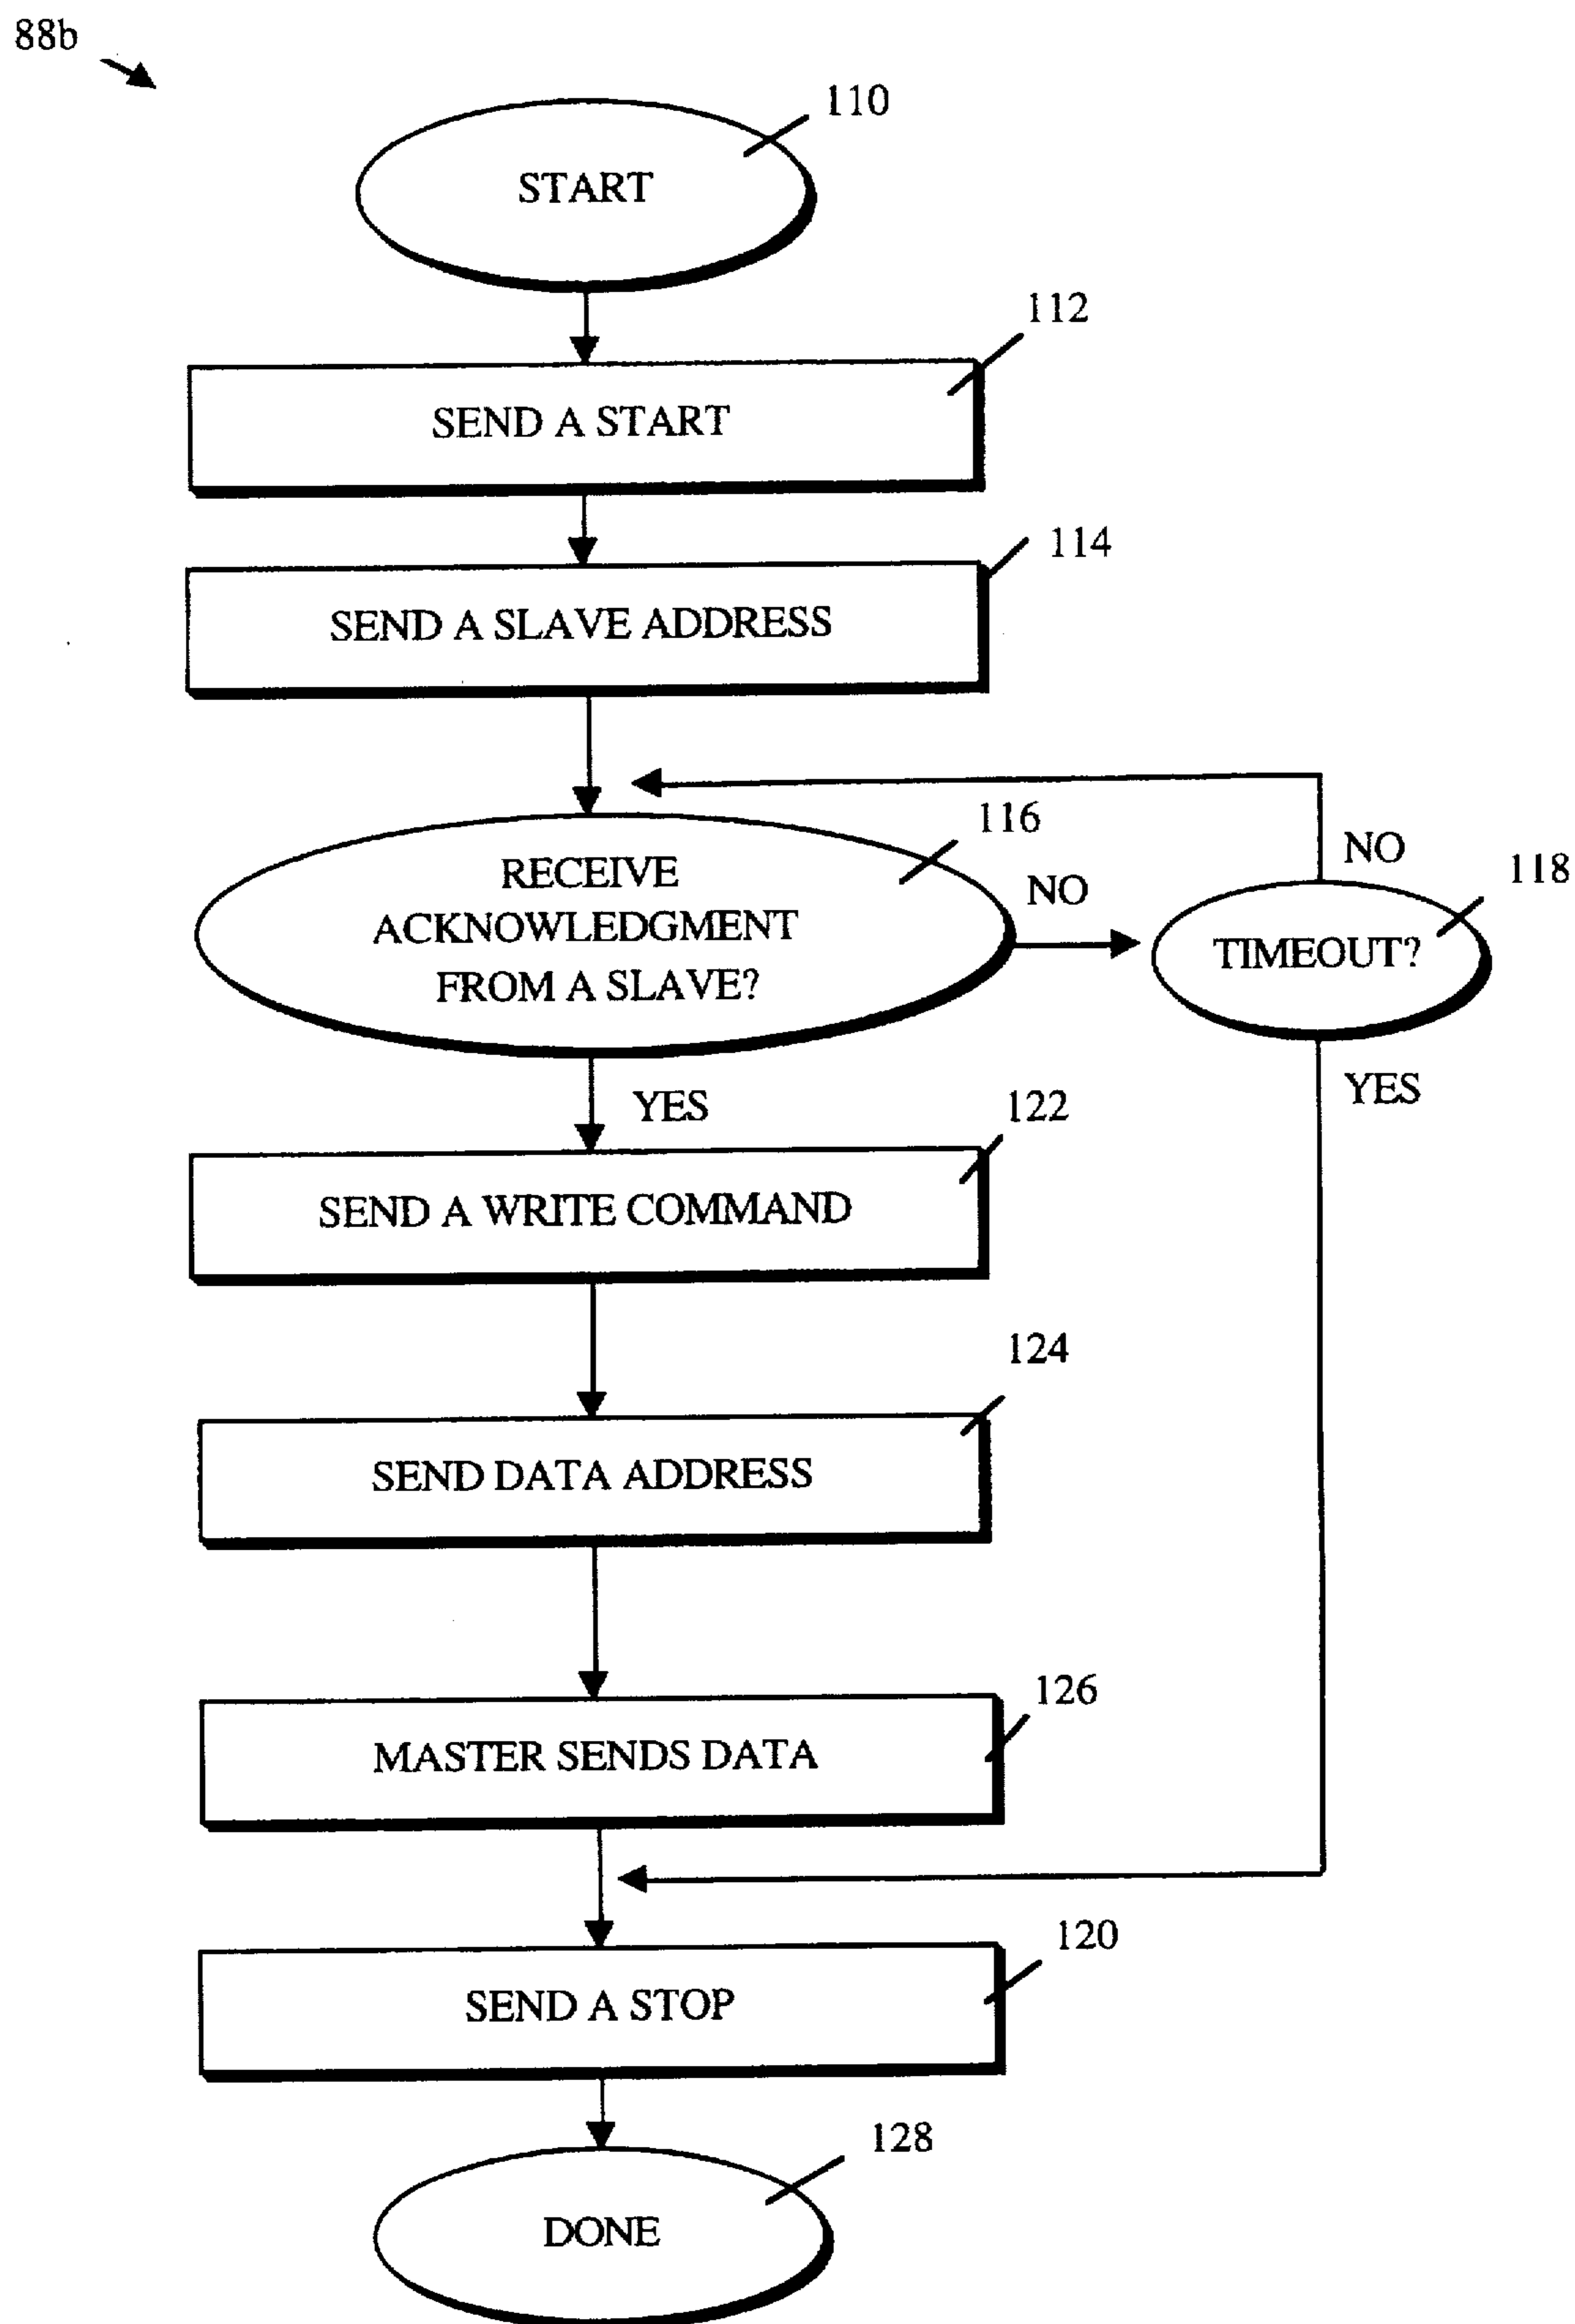 88b
110
START
112
SEND A START
114
SEND A SLAVE ADDRESS
116
RECEIVE
ACKNOWLEDGMENT
FROM A SLAVE?
NO
NO
118
TIMEOUT?
YES
YES
122
SEND A WRITE COMMAND
124
SEND DATA ADDRESS
126
MASTER SENDS DATA
120
SEND A STOP
128
DONE